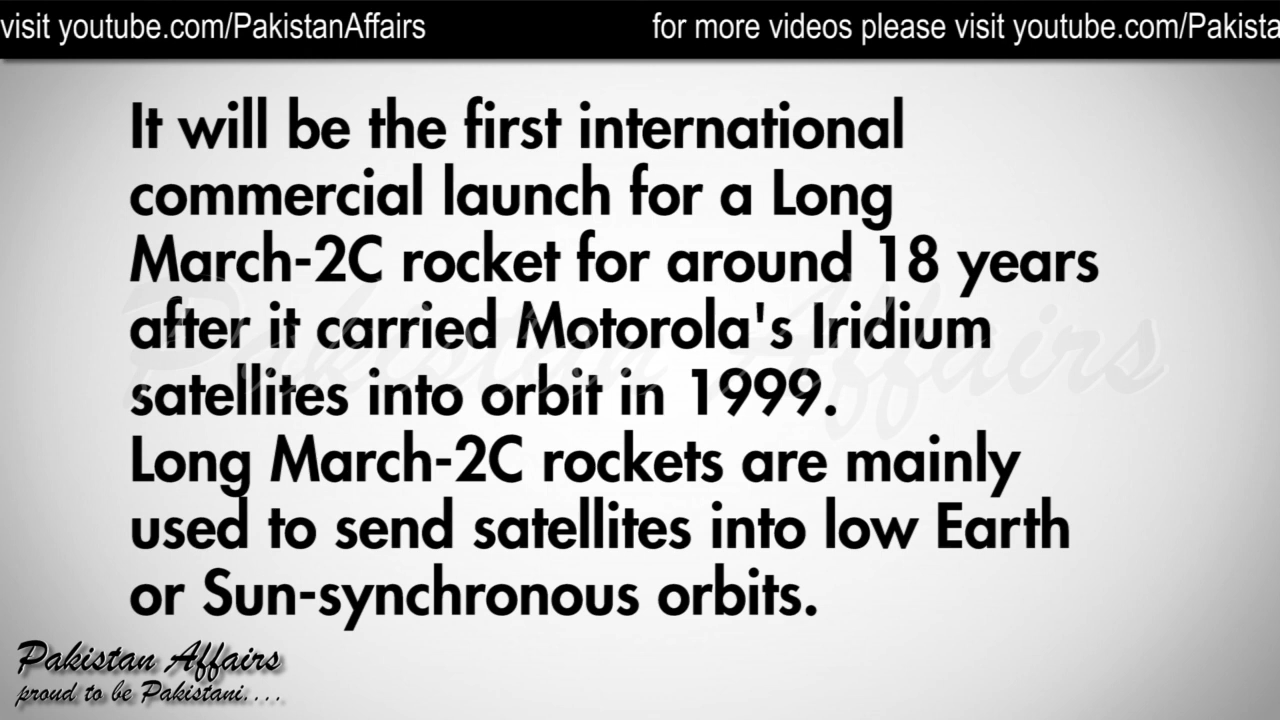 visit youtube.com/PakistanAffairs for more videos please visit youtube.com/Pakista
It will be the first international
commercial launch for a Long
March-2C rocket for around 18 years
after it carried Motorola's Iridium
satellites into orbit in 1999.
Long March-2C rockets are mainly
used to send satellites into low Earth
or Sun-synchronous orbits.
Pakistan Affairs
Pakistan Affairs
proud to be Pakistani....